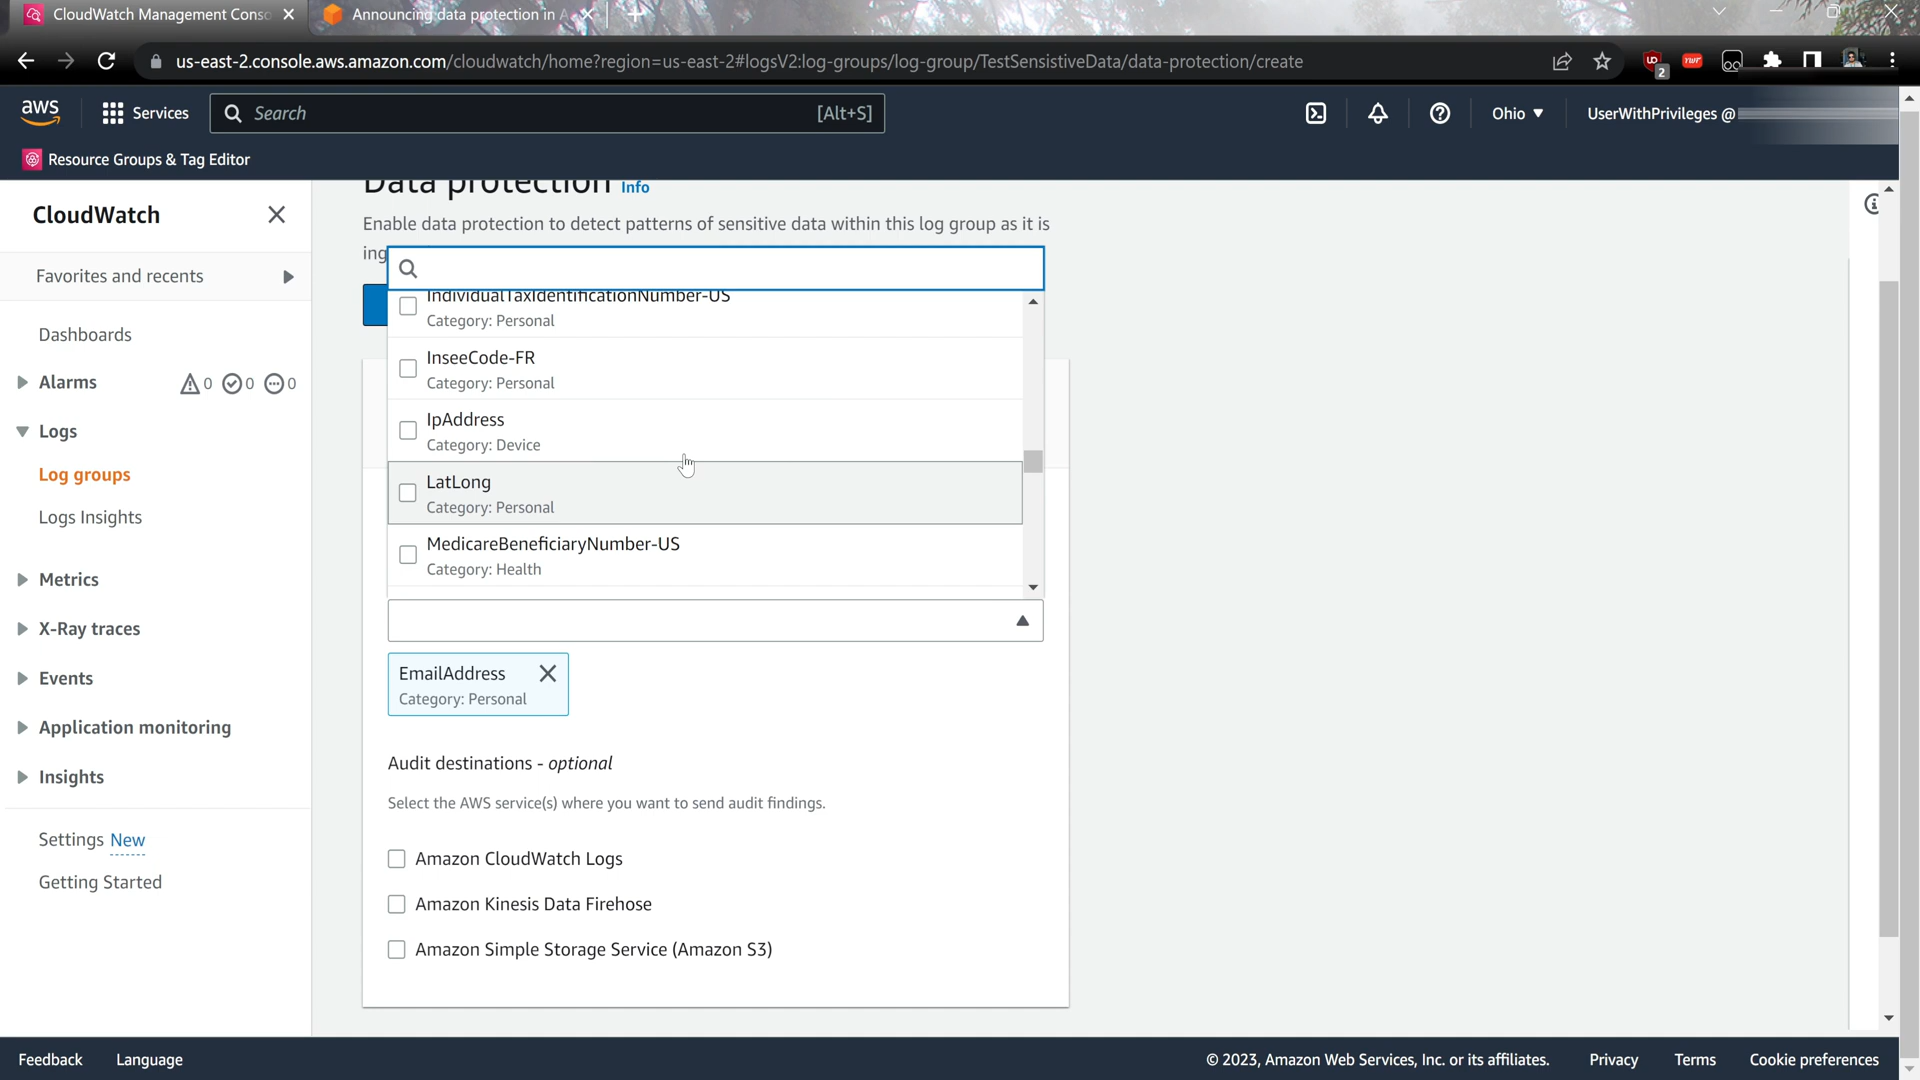 CloudWatch Management Conso
Announcing data protection in A
us-east-2.console.aws.amazon.com/cloudwatch/home?region=us-east-2#logsV2:log-groups/log-group/TestSensistiveData/data-protection/create
2
aws
Services
Search
[Alt+S]
Ohio
UserWithPrivileges @
Resource Groups & Tag Editor
CloudWatch
Favorites and recents
Dashboards
Alarms
0
0
0
Logs
Log groups
Logs Insights
Metrics
X-Ray traces
Events
Application monitoring
Insights
Settings New
Getting Started
Data protection Info
Enable data protection to detect patterns of sensitive data within this log group as it is
ing
IndividualTaxIdentificationNumber-US
Category: Personal
InseeCode-FR
Category: Personal
IpAddress
Category: Device
LatLong
Category: Personal
MedicareBeneficiaryNumber-US
Category: Health
EmailAddress
Category: Personal
Audit destinations - optional
Select the AWS service(s) where you want to send audit findings.
Amazon CloudWatch Logs
Amazon Kinesis Data Firehose
Amazon Simple Storage Service (Amazon S3)
Feedback
Language
© 2023, Amazon Web Services, Inc. or its affiliates.
Privacy
Terms
Cookie preferences